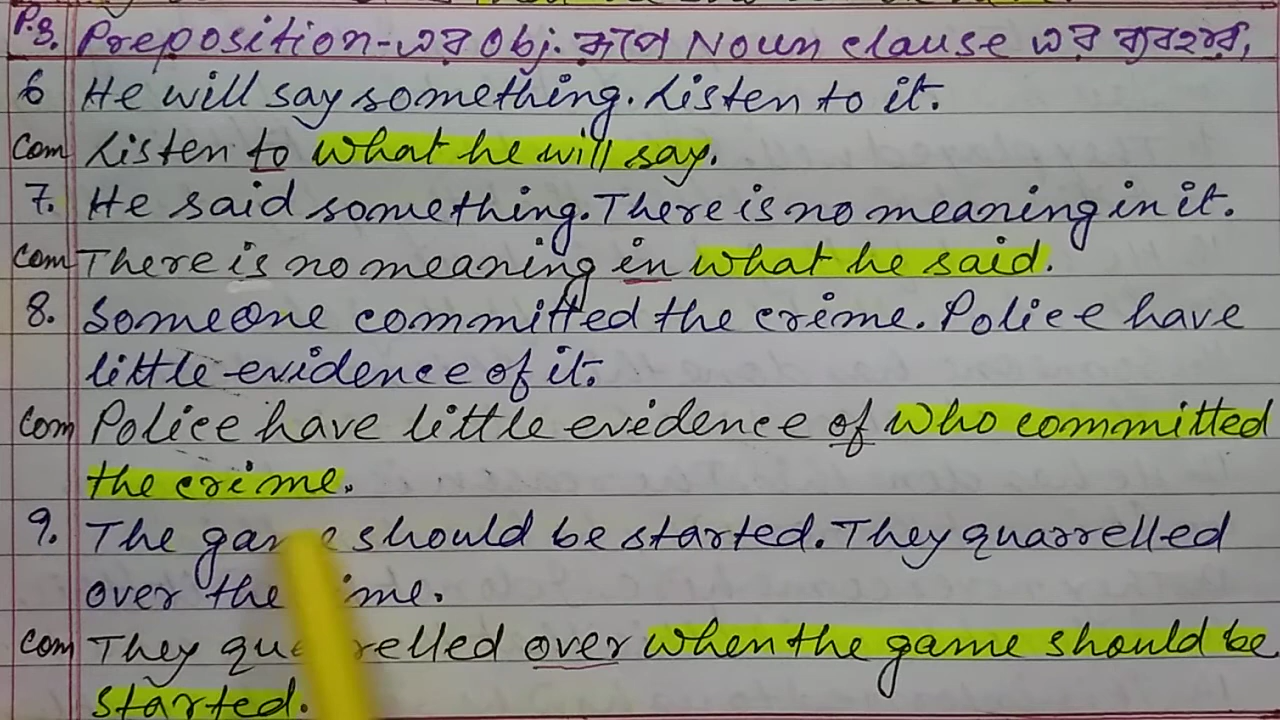 P.3. Preposition-এর Obj. রূপে Noun clause এর ব্যবহার,
6 He will say something. Listen to it.
Com Listen to what he will say.
7. He said something. There is no meaning in it.
Com There is no meaning in what he said.
8. Someone committed the crime. Police have
little evidence of it.
Com Police have little evidence of who committed
the crime.
9. The game should be started. They quarrelled
over the time.
Com They quarrelled over when the game should be
started.